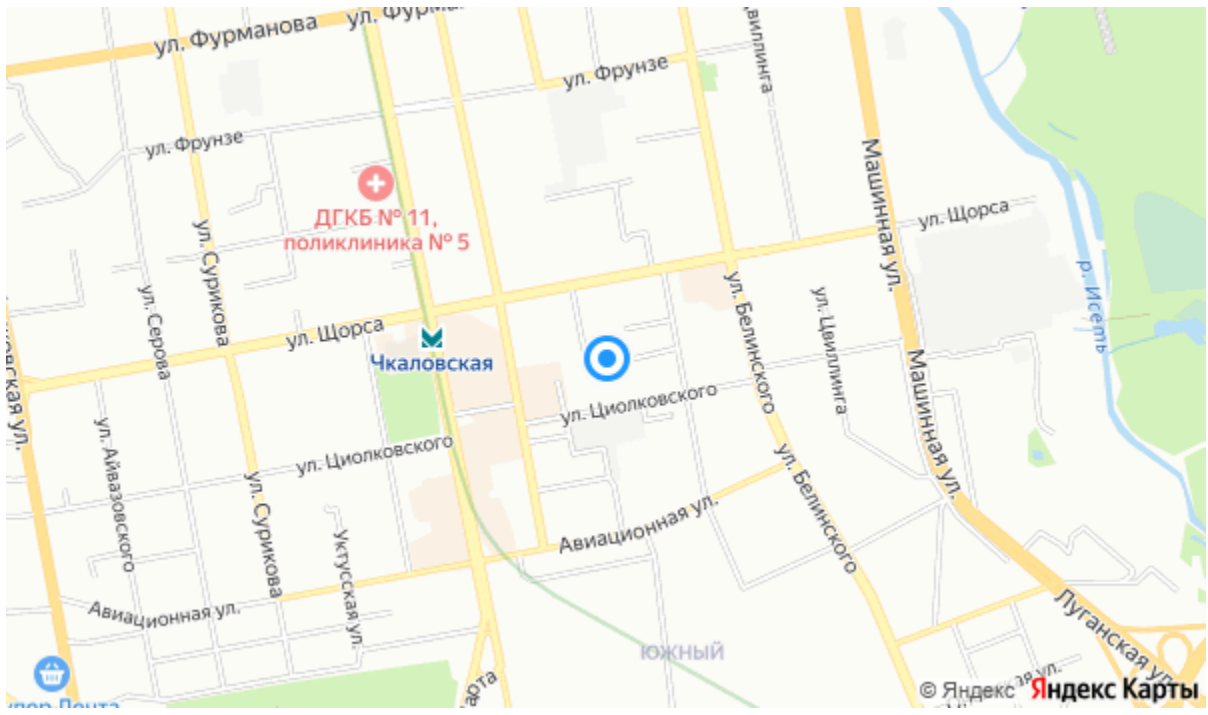 ул. Фурманова
ул. Фрунзе
ул. Фрунзе
Машинная ул.
ДГКБ № 11,
поликлиника № 5
ул. Щорса
ул. Сурикова
ул. Серова
ул. Щорса
р. Исеть
Чкаловская
ул. Белинского
ул. Цвиллинга
Машинная ул.
ул. Циолковского
ул. Циолковского
ул. Айвазовского
ул. Сурикова
Уктусская ул.
ул. Белинского
Авиационная ул.
Авиационная ул.
Луганская ул.
ЮЖНЫЙ
© Яндекс Яндекс Карты